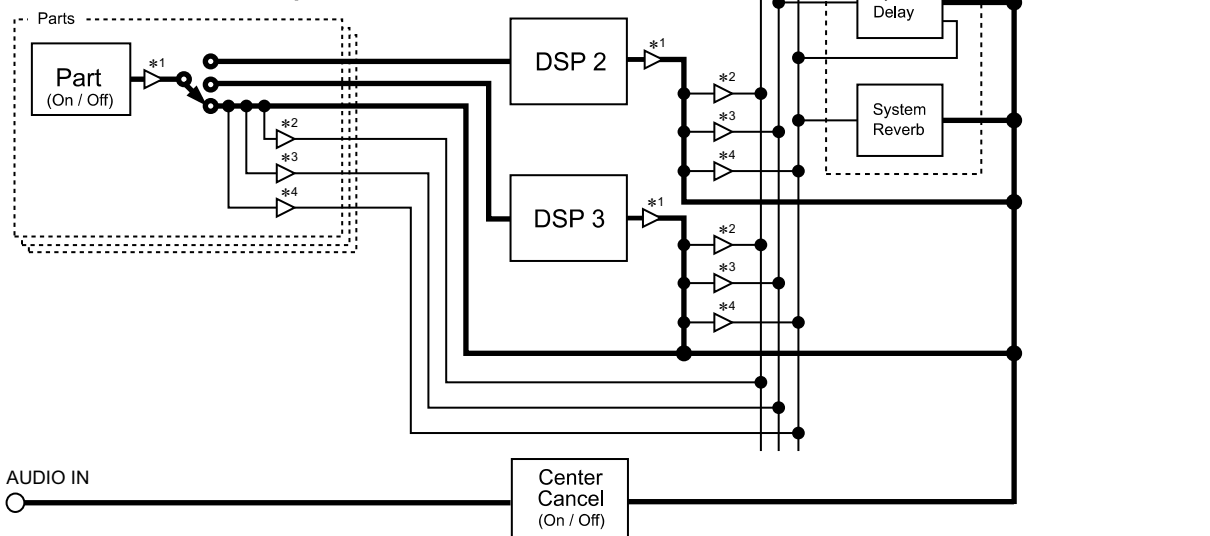 Delay
Parts
Part
(On / Off)
*1
*2
*3
*4
DSP 2
*1
*2
*3
*4
System
Reverb
DSP 3
*1
*2
*3
*4
AUDIO IN
Center
Cancel
(On / Off)